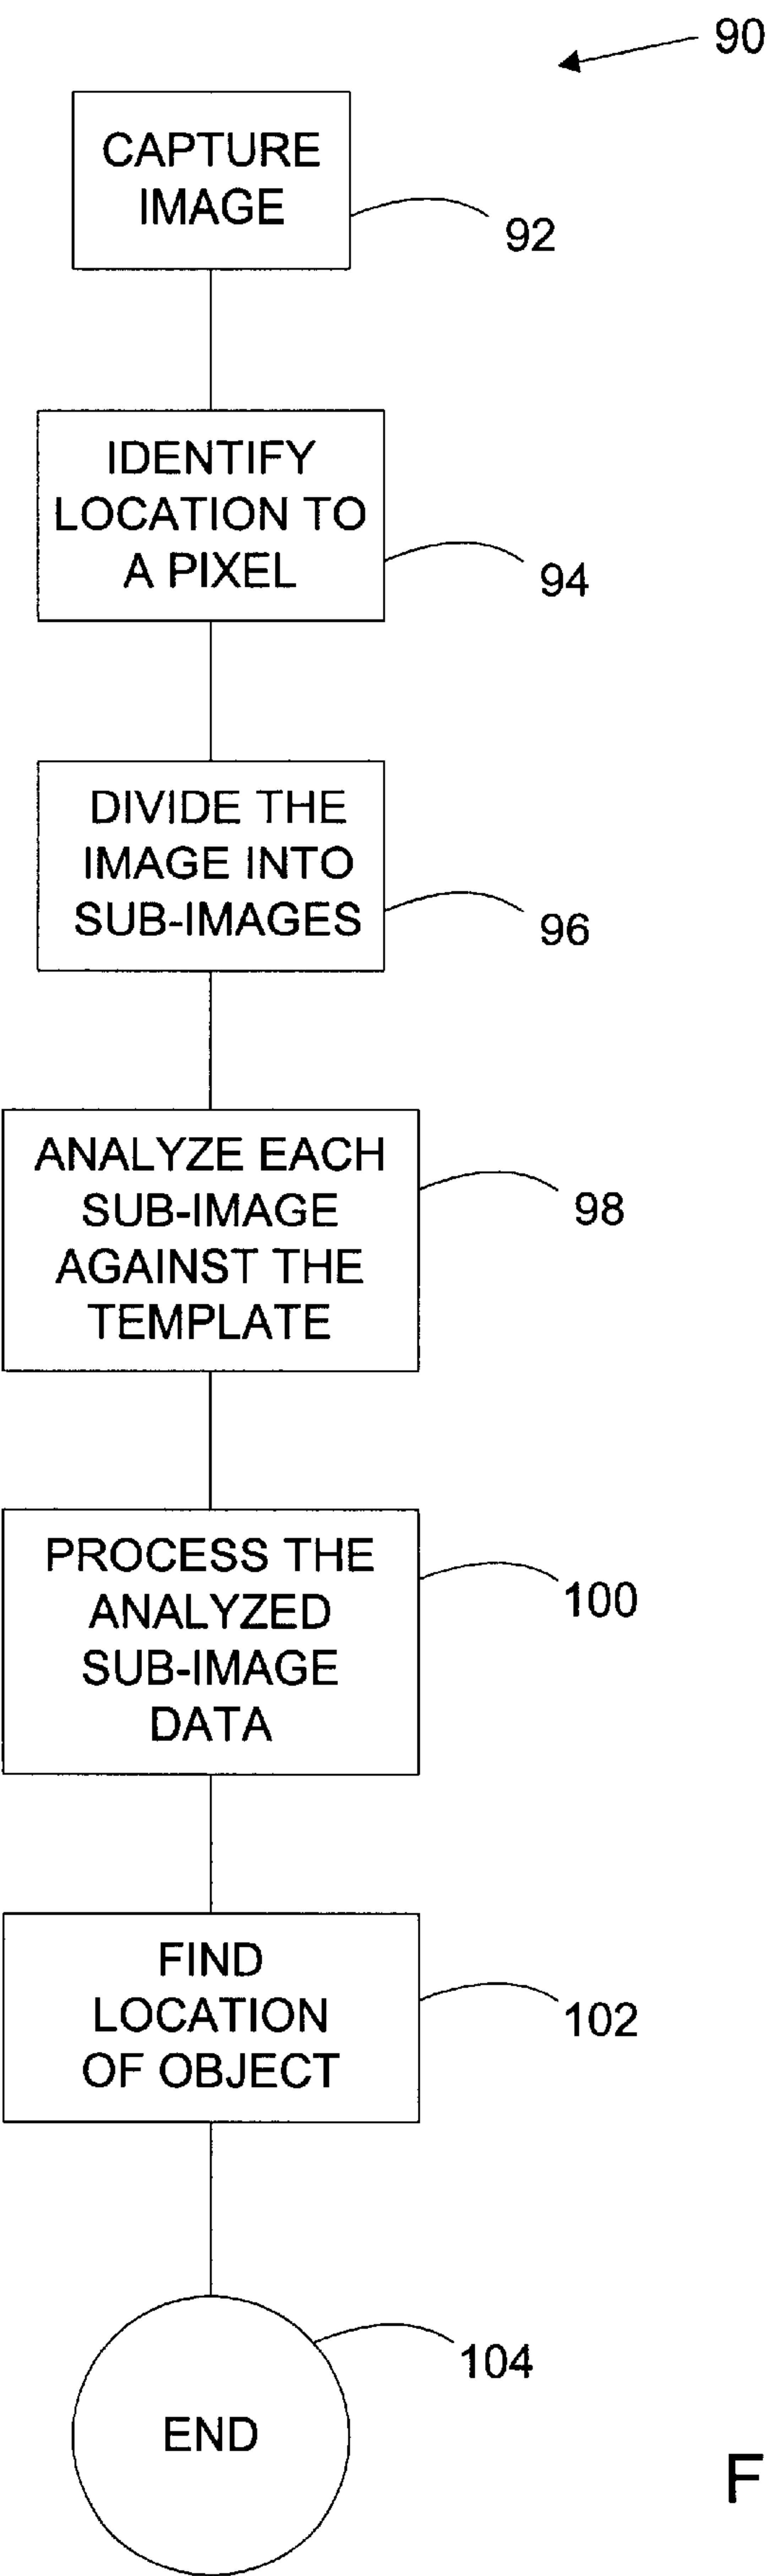 90
CAPTURE
IMAGE
92
IDENTIFY
LOCATION TO
A PIXEL
94
DIVIDE THE
IMAGE INTO
SUB-IMAGES
96
ANALYZE EACH
SUB-IMAGE
AGAINST THE
TEMPLATE
98
PROCESS THE
ANALYZED
SUB-IMAGE
DATA
100
FIND
LOCATION
OF OBJECT
102
104
END
F